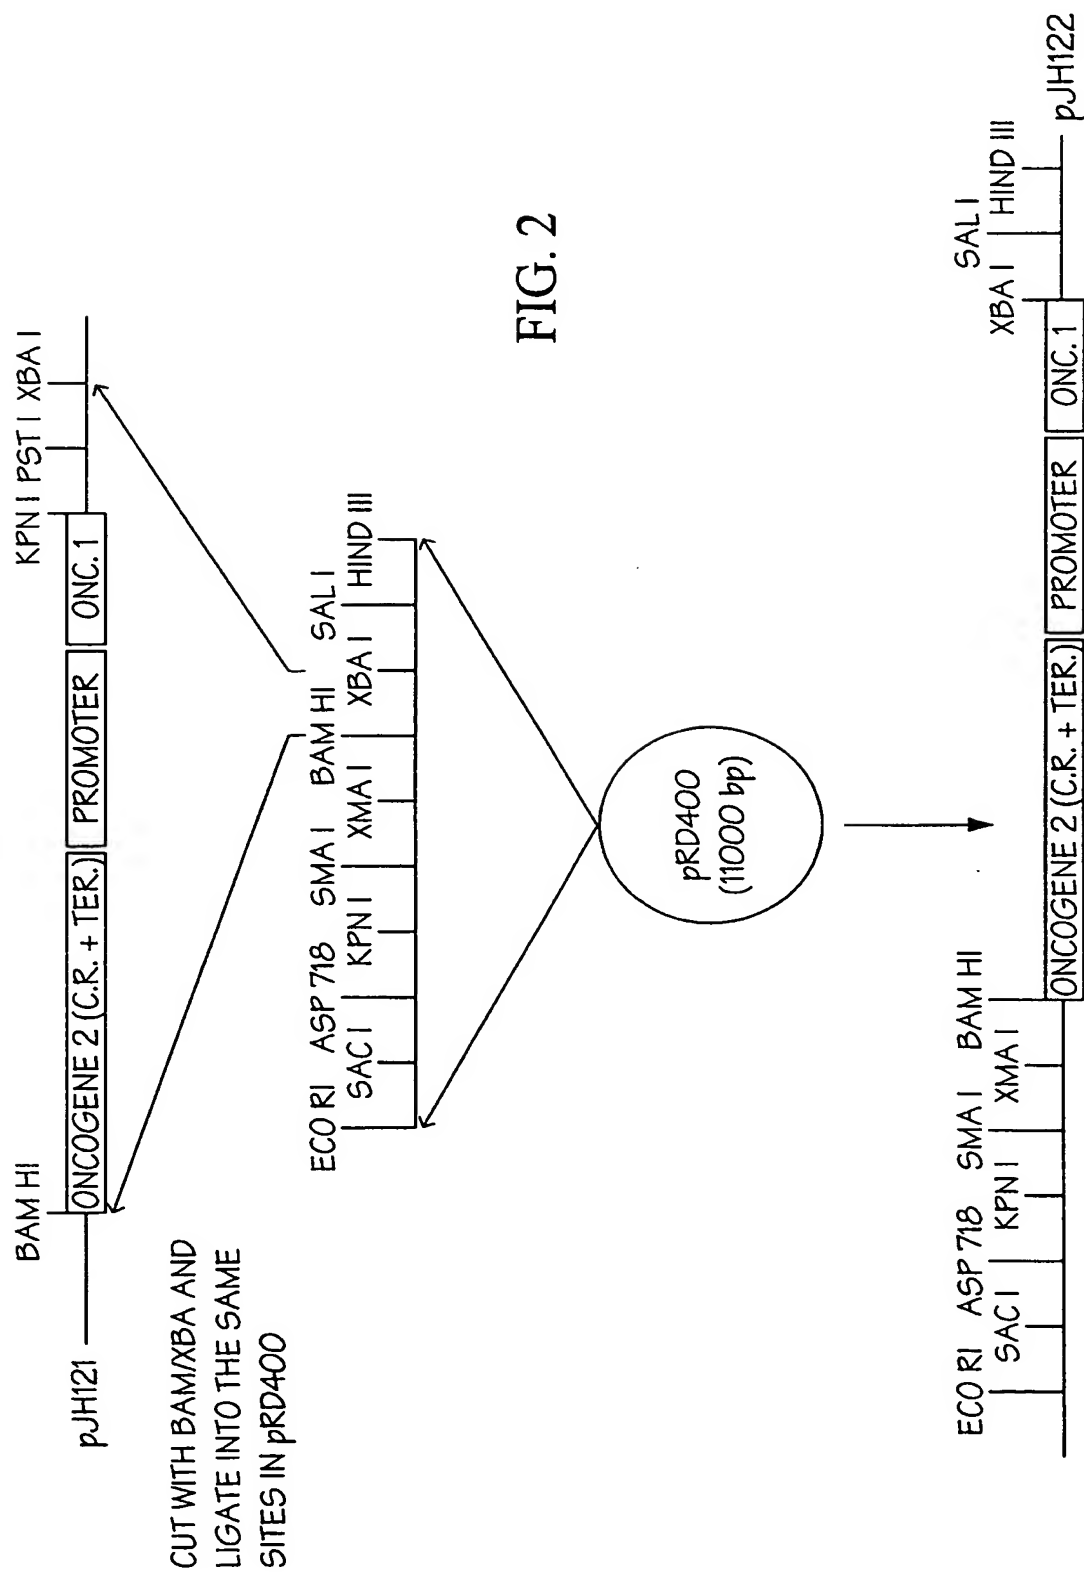 BAM HI
KPN I PST I XBA I
pJH121
ONCOGENE 2 (C.R. + TER.) PROMOTER ONC.1
CUT WITH BAM/XBA AND
LIGATE INTO THE SAME
SITES IN pRD400
ECO RI ASP 718 SMA I BAM HI SAL I
SAC I KPN I XMA I XBA I HIND III
FIG. 2
pRD400
(11000 bp)
ECO RI ASP 718 SMA I BAM HI SAL I
SAC I KPN I XMA I XBA I HIND III
ONCOGENE 2 (C.R. + TER.) PROMOTER ONC.1
pJH122